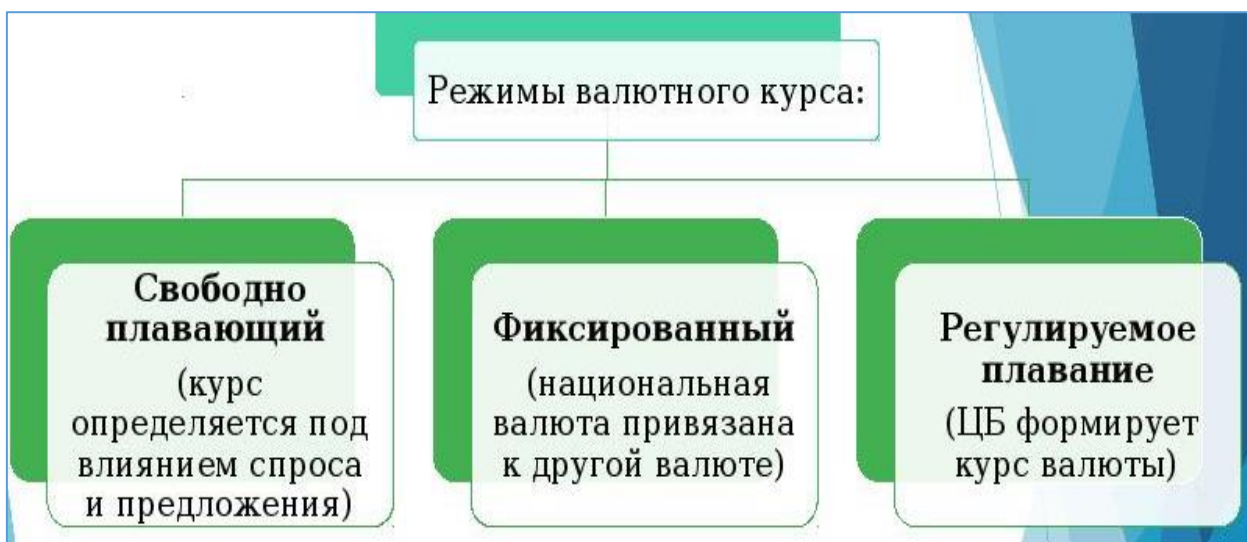 Режимы валютного курса:
Свободно
плавающий
(курс
определяется под
влиянием спроса
и предложения)
Фиксированный
(национальная
валюта привязана
к другой валюте)
Регулируемое
плавание
(ЦБ формирует
курс валюты)